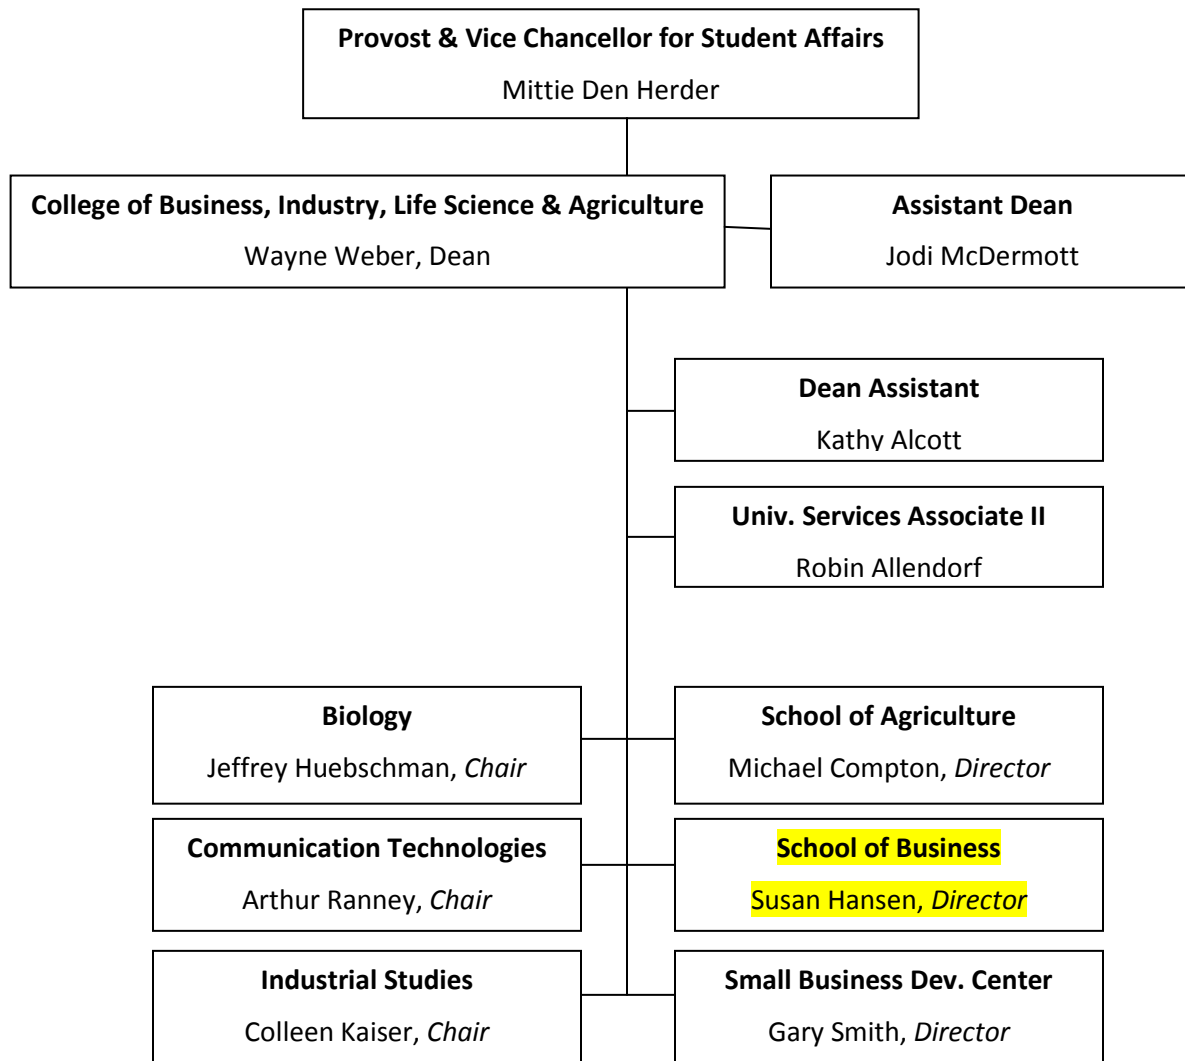 Provost & Vice Chancellor for Student Affairs
Mittie Den Herder
College of Business, Industry, Life Science & Agriculture
Wayne Weber, Dean
Assistant Dean
Jodi McDermott
Dean Assistant
Kathy Alcott
Univ. Services Associate II
Robin Allendorf
Biology
Jeffrey Huebschman, Chair
School of Agriculture
Michael Compton, Director
Communication Technologies
Arthur Ranney, Chair
School of Business
Susan Hansen, Director
Industrial Studies
Colleen Kaiser, Chair
Small Business Dev. Center
Gary Smith, Director